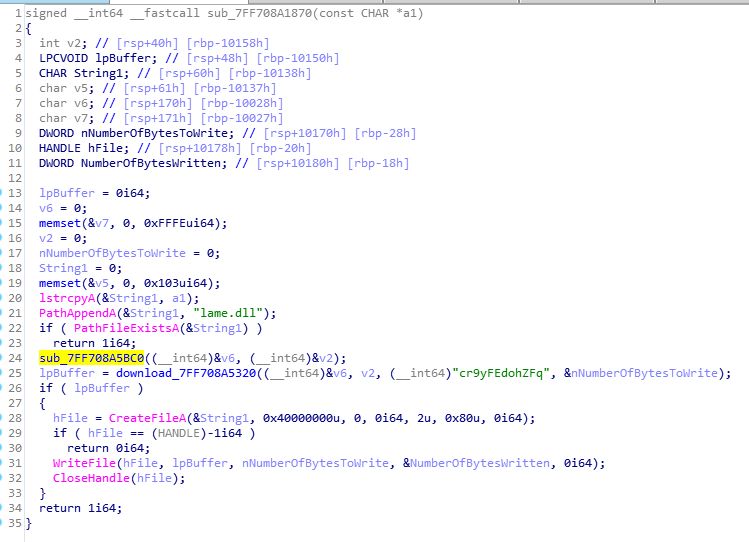 1 signed __int64 __fastcall sub_7FF708A1870(const CHAR *a1)
2 {
3 int v2; // [rsp+40h] [rbp-10158h]
4 LPCVOID lpBuffer; // [rsp+48h] [rbp-10150h]
5 CHAR String1; // [rsp+60h] [rbp-10138h]
6 char v5; // [rsp+61h] [rbp-10137h]
7 char v6; // [rsp+170h] [rbp-10028h]
8 char v7; // [rsp+171h] [rbp-10027h]
9 DWORD nNumberOfBytesToWrite; // [rsp+10170h] [rbp-28h]
10 HANDLE hFile; // [rsp+10178h] [rbp-20h]
11 DWORD NumberOfBytesWritten; // [rsp+10180h] [rbp-18h]
12
13 lpBuffer = 0i64;
14 v6 = 0;
15 memset(&v7, 0, 0xFFFEui64);
16 v2 = 0;
17 nNumberOfBytesToWrite = 0;
18 String1 = 0;
19 memset(&v5, 0, 0x103ui64);
20 lstrcpyA(&String1, a1);
21 PathAppendA(&String1, "lame.dll");
22 if ( PathFileExistsA(&String1) )
23 return 1i64;
24 sub_7FF708A5BC0((__int64)&v6, (__int64)&v2);
25 lpBuffer = download_7FF708A5320((__int64)&v6, v2, (__int64)"cr9yFEdohZFq", &nNumberOfBytesToWrite);
26 if ( lpBuffer )
27 {
28 hFile = CreateFileA(&String1, 0x40000000u, 0, 0i64, 2u, 0x80u, 0i64);
29 if ( hFile == (HANDLE)-1i64 )
30 return 0i64;
31 WriteFile(hFile, lpBuffer, nNumberOfBytesToWrite, &NumberOfBytesWritten, 0i64);
32 CloseHandle(hFile);
33 }
34 return 1i64;
35 }